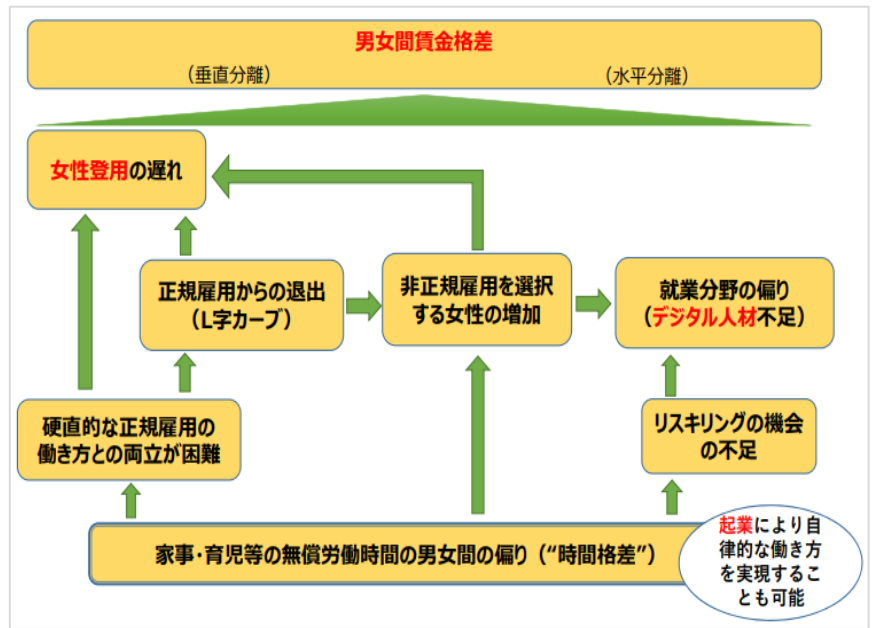 男女間賃金格差
（垂直分離）
（水平分離）
女性登用の遅れ
正規雇用からの退出
（L字カーブ）
非正規雇用を選択
する女性の増加
就業分野の偏り
（デジタル人材不足）
硬直的な正規雇用の
働き方との両立が困難
リスキリングの機会
の不足
家事・育児等の無償労働時間の男女間の偏り（“時間格差”）
起業により自
律的な働き方
を実現するこ
とも可能